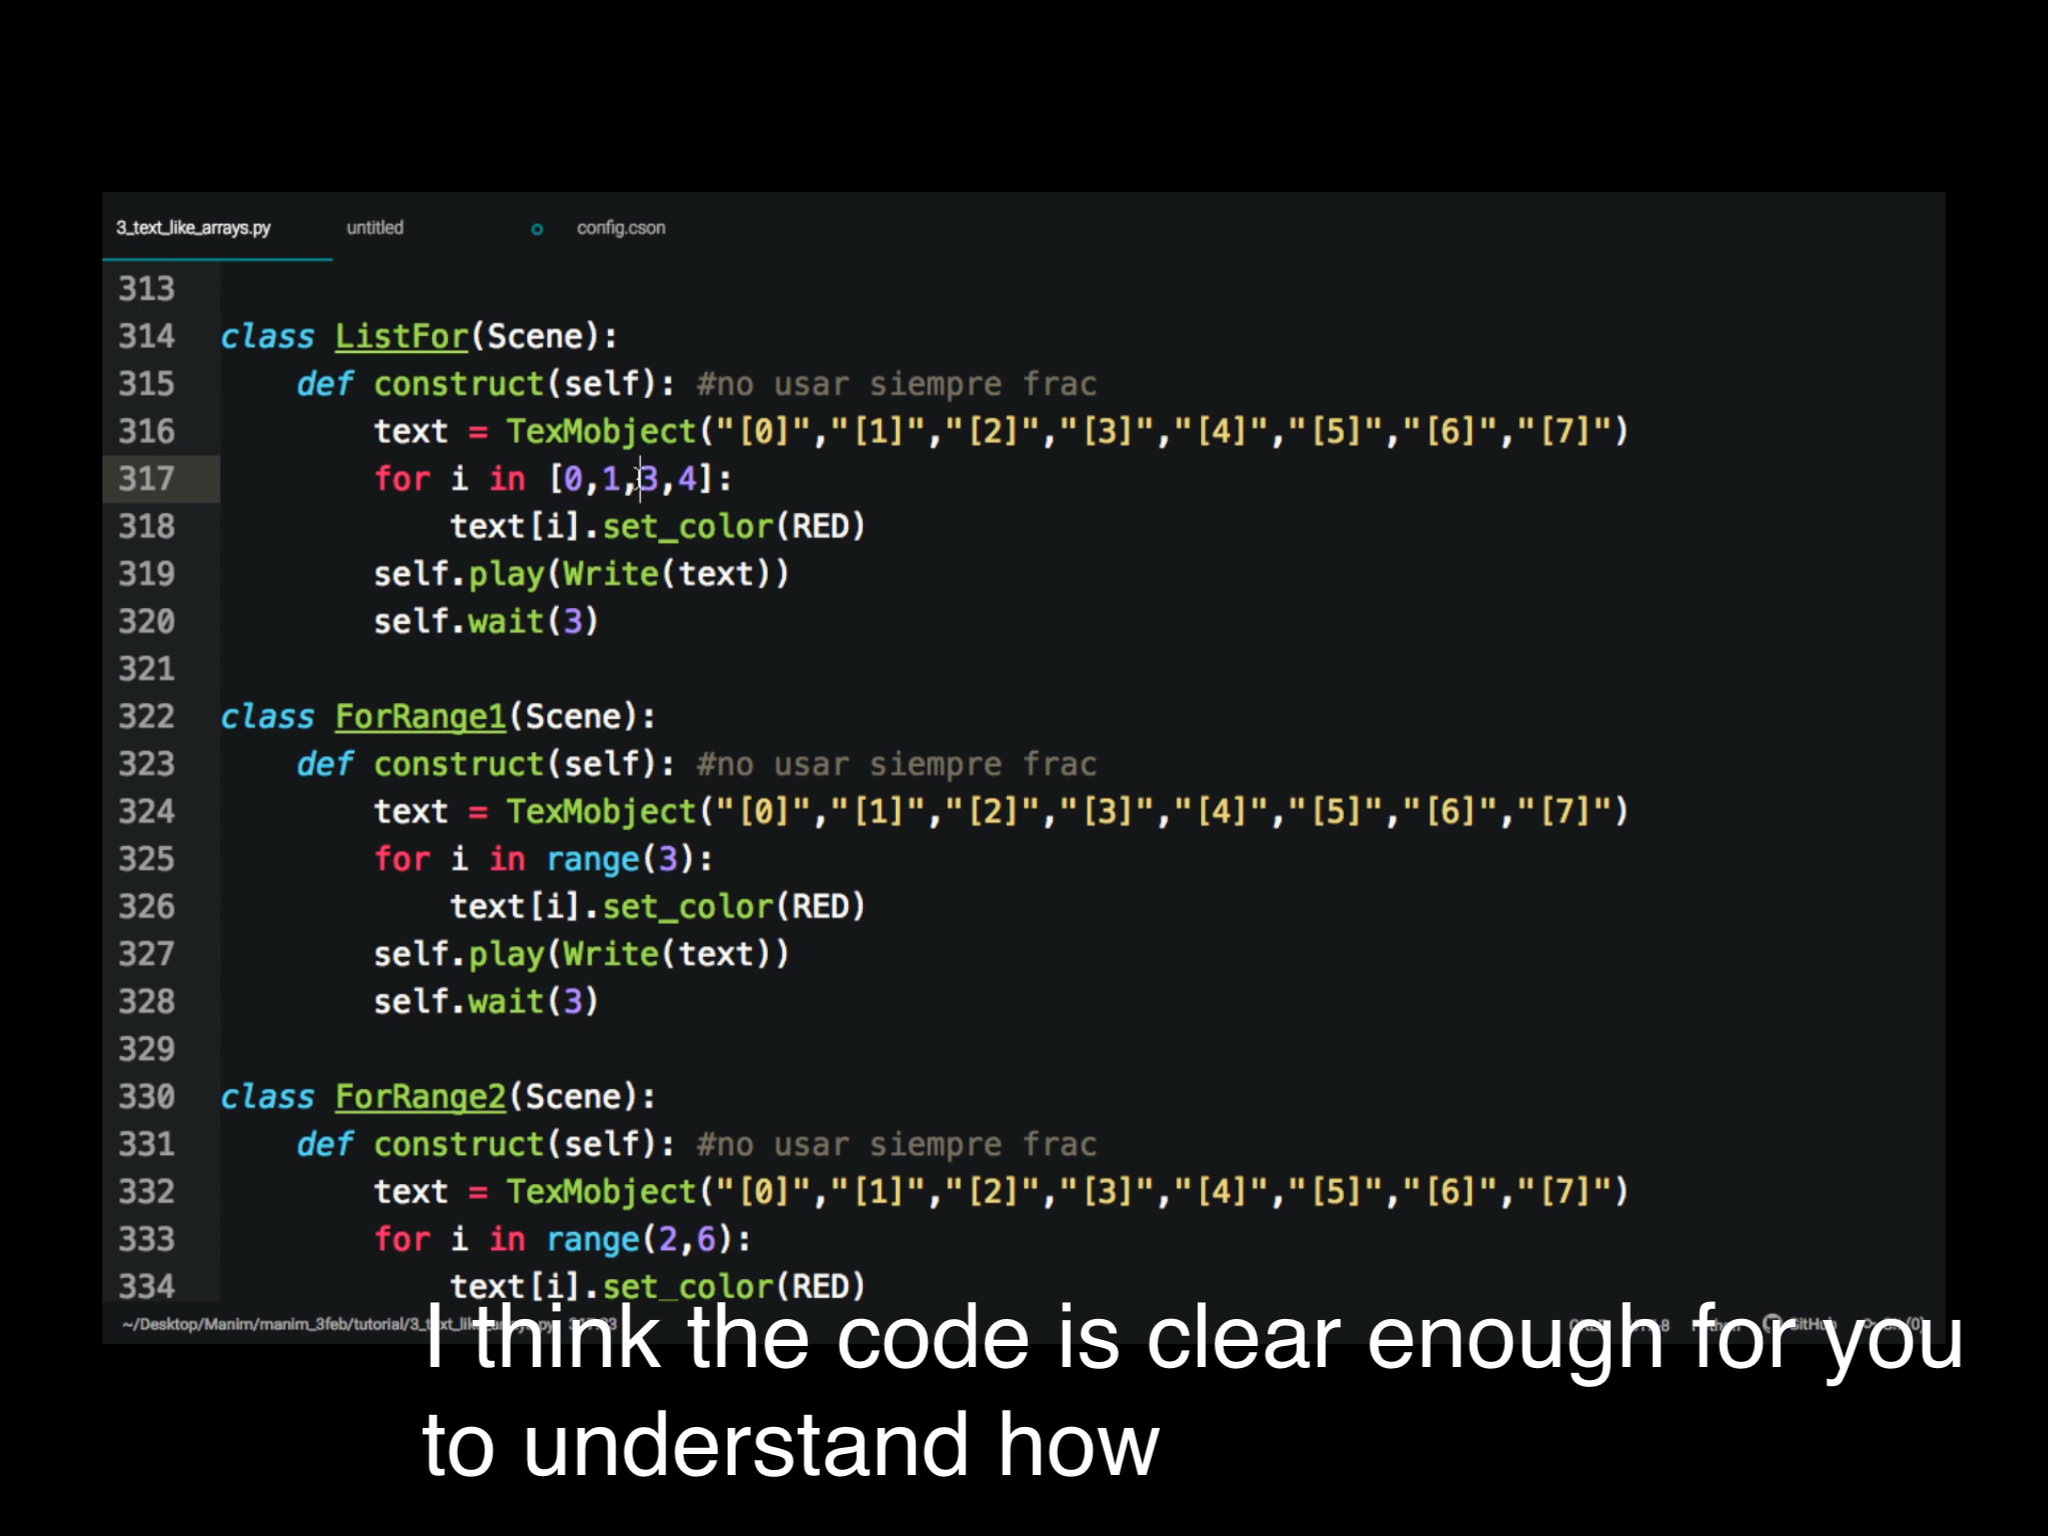 3_text_like_arrays.py untitled config.cson
313
314 class ListFor(Scene):
315 def construct(self): #no usar siempre frac
316 text = TexMobject("[0]","[1]","[2]","[3]","[4]","[5]","[6]","[7]")
317 for i in [0,1,3,4]:
318 text[i].set_color(RED)
319 self.play(Write(text))
320 self.wait(3)
321
322 class ForRange1(Scene):
323 def construct(self): #no usar siempre frac
324 text = TexMobject("[0]","[1]","[2]","[3]","[4]","[5]","[6]","[7]")
325 for i in range(3):
326 text[i].set_color(RED)
327 self.play(Write(text))
328 self.wait(3)
329
330 class ForRange2(Scene):
331 def construct(self): #no usar siempre frac
332 text = TexMobject("[0]","[1]","[2]","[3]","[4]","[5]","[6]","[7]")
333 for i in range(2,6):
334 text[i].set_color(RED)
~/Desktop/Manim/manim_3feb/tutorial/3_text_like_arrays.py GitHub
I think the code is clear enough for you
to understand how